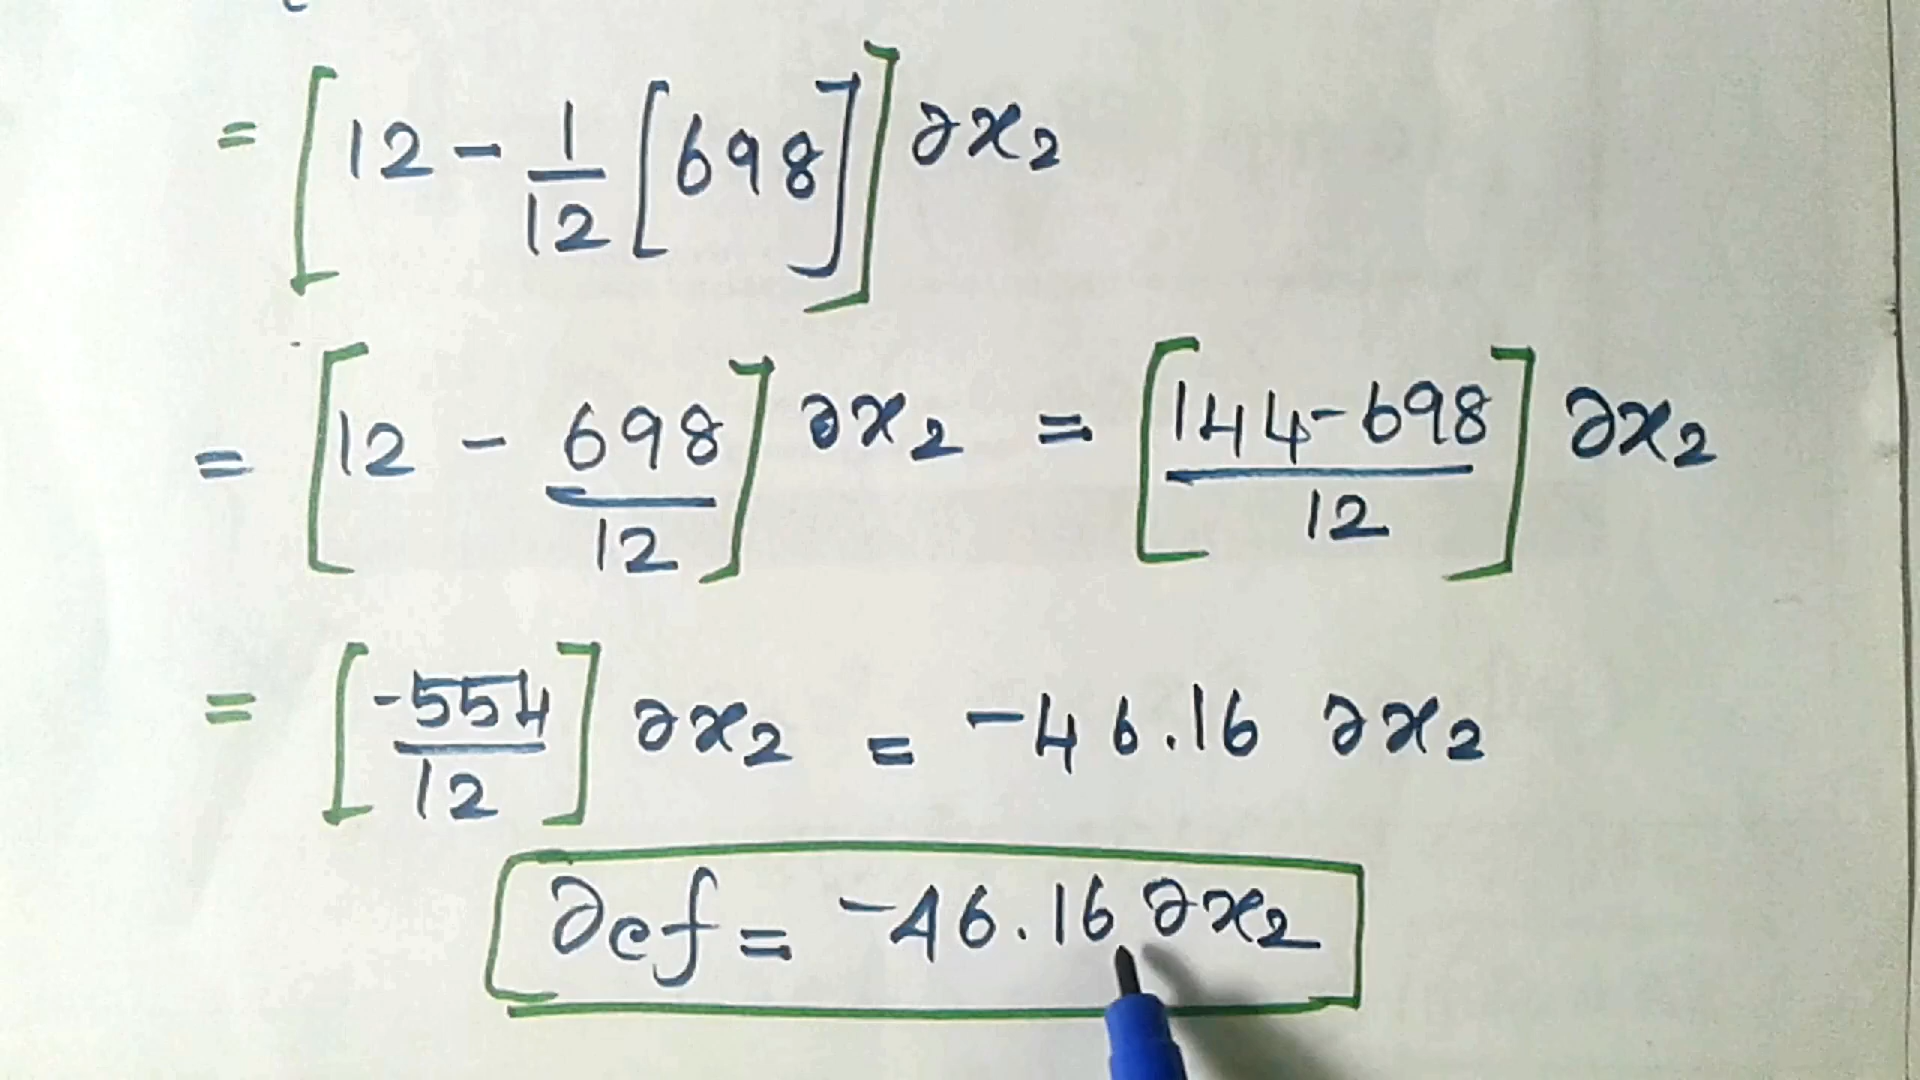 = [12 - 1/12 [698]] ∂x₂
= [12 - 698/12] ∂x₂ = [144-698/12] ∂x₂
= [-554/12] ∂x₂ = -46.16 ∂x₂
∂cf = -46.16 ∂x₂